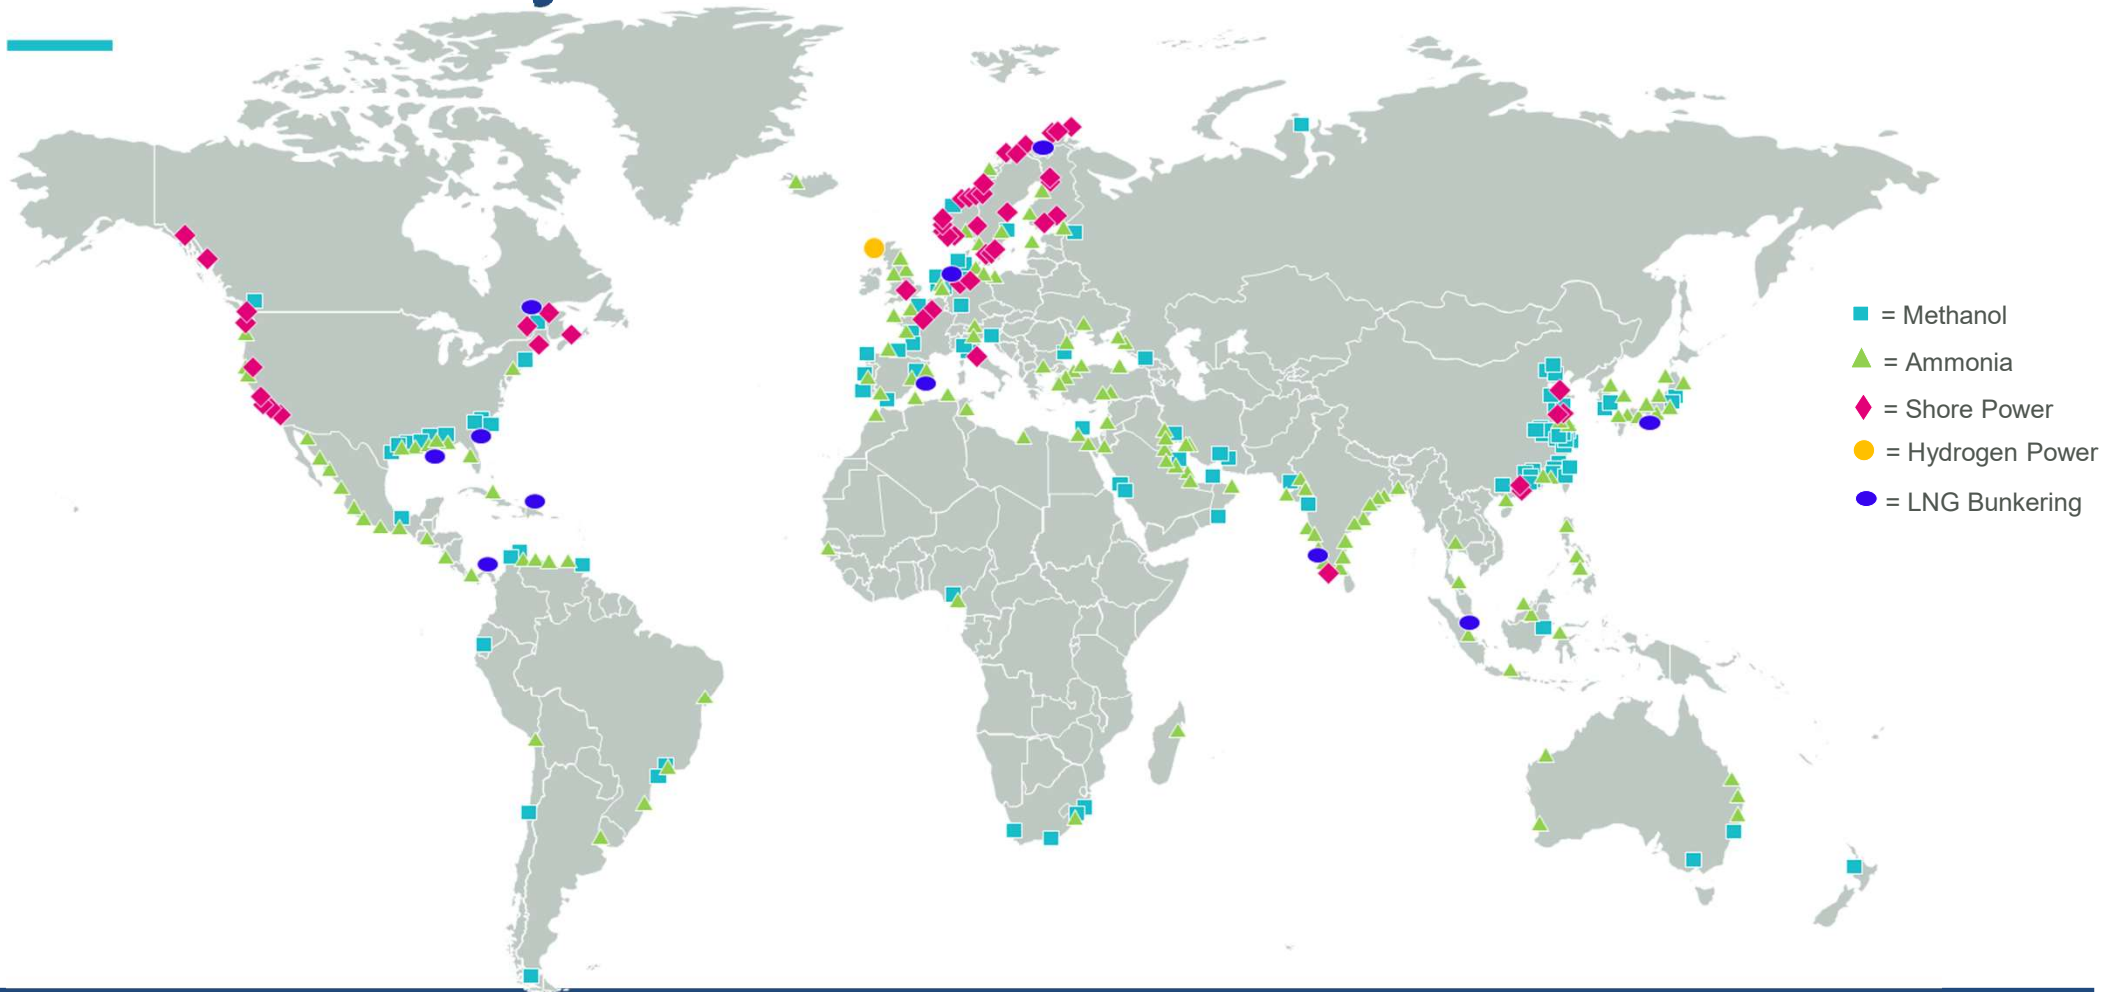 = Methanol
= Ammonia
= Shore Power
= Hydrogen Power
= LNG Bunkering